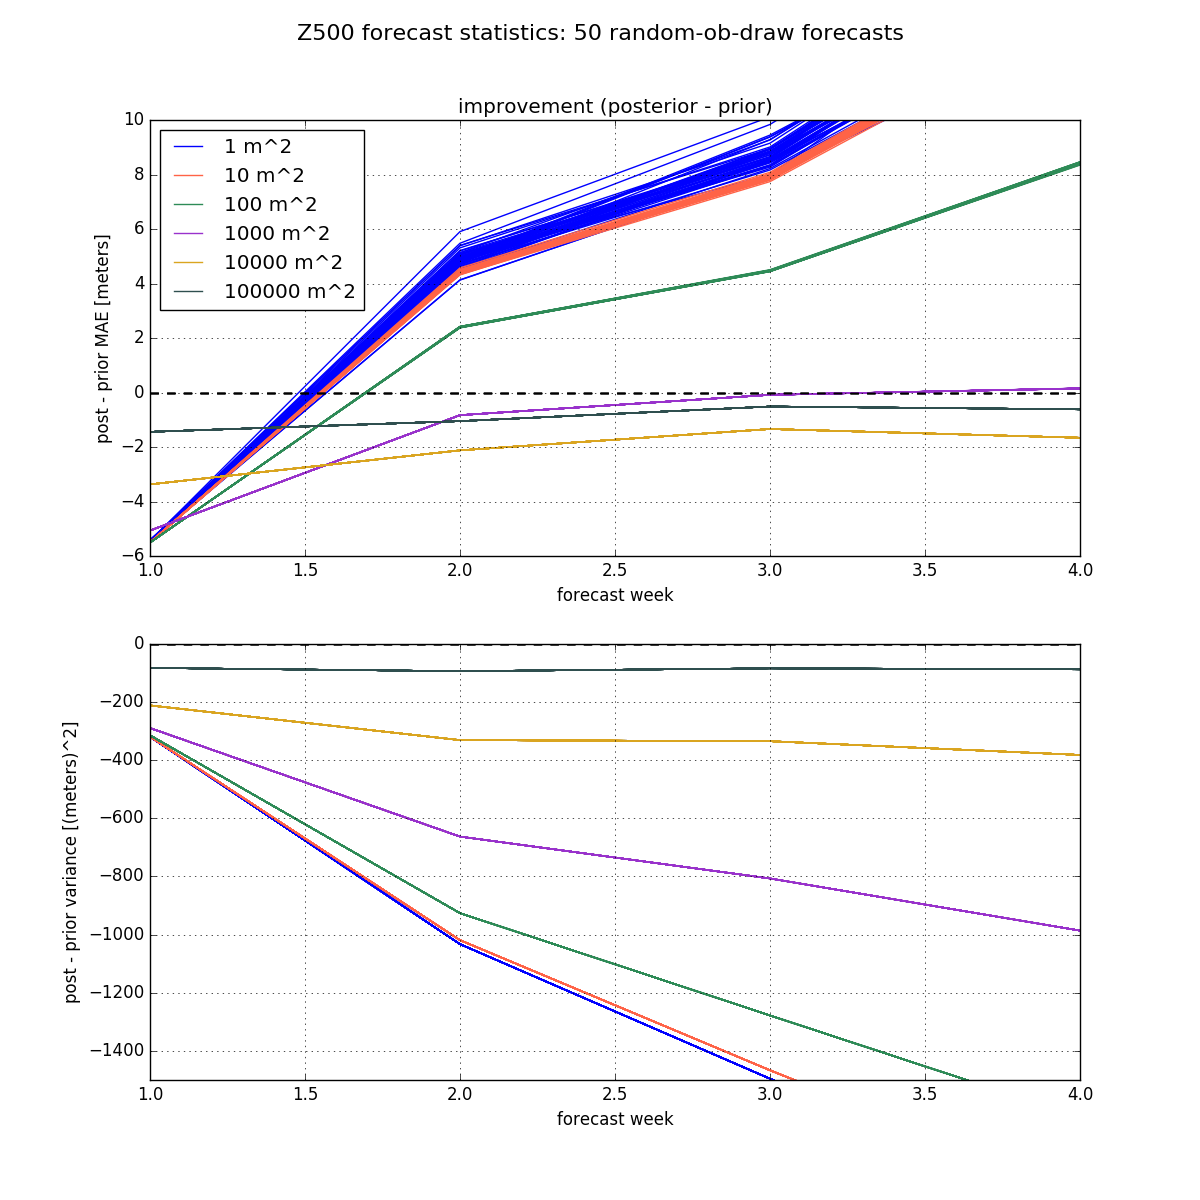 Z500 forecast statistics: 50 random-ob-draw forecasts
improvement (posterior - prior)
10
8
6
4
2
0
−2
−4
−6
post - prior MAE [meters]
1 m^2
10 m^2
100 m^2
1000 m^2
10000 m^2
100000 m^2
1.0 1.5 2.0 2.5 3.0 3.5 4.0
forecast week
0
−200
−400
−600
−800
−1000
−1200
−1400
post - prior variance [(meters)^2]
1.0 1.5 2.0 2.5 3.0 3.5 4.0
forecast week